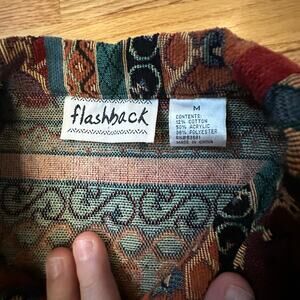 flashback
M
CONTENTS:
12% COTTON
50% ACRYLIC
38% POLYESTER
MADE IN CHINA